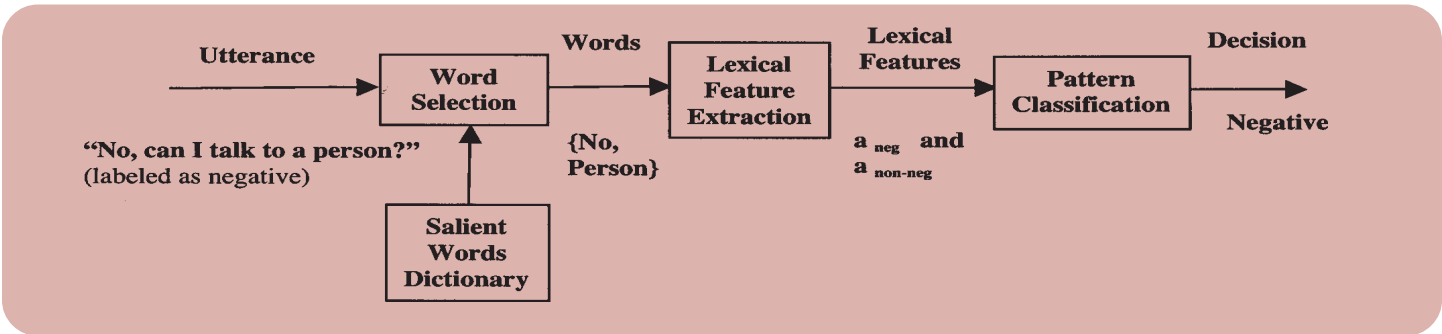 Utterance
"No, can I talk to a person?"
(labeled as negative)
Word
Selection
Salient
Words
Dictionary
Words
{No,
Person}
Lexical
Feature
Extraction
Lexical
Features
a neg and
a non-neg
Pattern
Classification
Decision
Negative